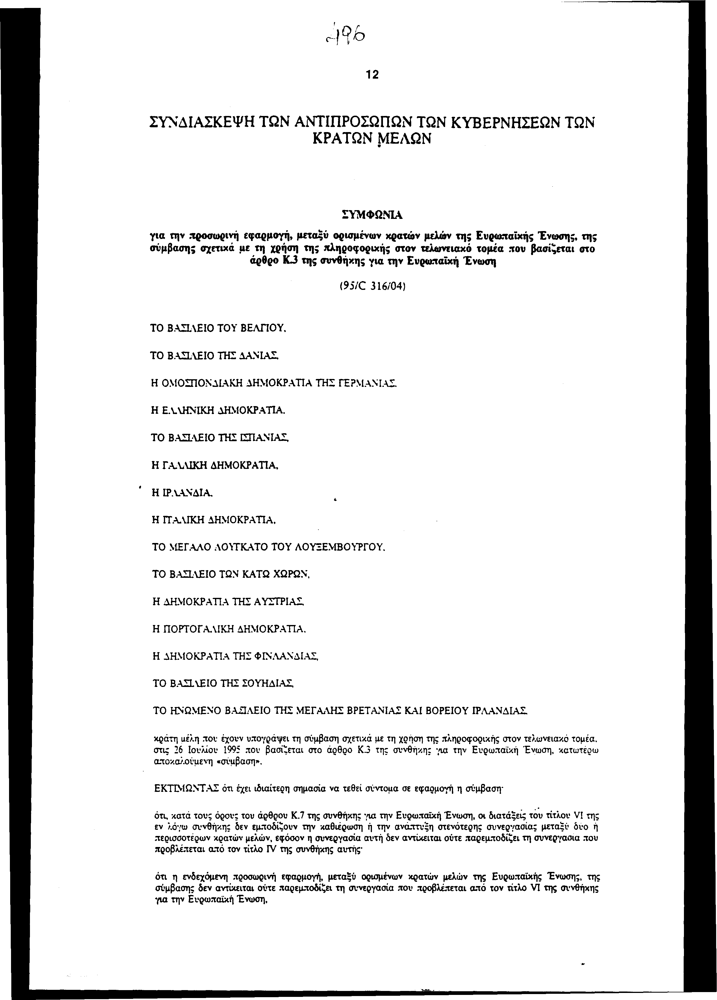 496
12
ΣΥΝΔΙΑΣΚΕΨΗ ΤΩΝ ΑΝΤΙΠΡΟΣΩΠΩΝ ΤΩΝ ΚΥΒΕΡΝΗΣΕΩΝ ΤΩΝ
ΚΡΑΤΩΝ ΜΕΛΩΝ
ΣΥΜΦΩΝΙΑ
για την προσωρινή εφαρμογή, μεταξύ ορισμένων κρατών μελών της Ευρωπαϊκής Ένωσης, της
σύμβασης σχετικά με τη χρήση της πληροφορικής στον τελωνειακό τομέα που βασίζεται στο
άρθρο Κ.3 της συνθήκης για την Ευρωπαϊκή Ένωση
(95/C 316/04)
ΤΟ ΒΑΣΙΛΕΙΟ ΤΟΥ ΒΕΛΓΙΟΥ,
ΤΟ ΒΑΣΙΛΕΙΟ ΤΗΣ ΔΑΝΙΑΣ,
Η ΟΜΟΣΠΟΝΔΙΑΚΗ ΔΗΜΟΚΡΑΤΙΑ ΤΗΣ ΓΕΡΜΑΝΙΑΣ,
Η ΕΛΛΗΝΙΚΗ ΔΗΜΟΚΡΑΤΙΑ,
ΤΟ ΒΑΣΙΛΕΙΟ ΤΗΣ ΙΣΠΑΝΙΑΣ,
Η ΓΑΛΛΙΚΗ ΔΗΜΟΚΡΑΤΙΑ,
Η ΙΡΛΑΝΔΙΑ,
Η ΙΤΑΛΙΚΗ ΔΗΜΟΚΡΑΤΙΑ,
ΤΟ ΜΕΓΑΛΟ ΔΟΥΓΚΑΤΟ ΤΟΥ ΛΟΥΞΕΜΒΟΥΡΓΟΥ,
ΤΟ ΒΑΣΙΛΕΙΟ ΤΩΝ ΚΑΤΩ ΧΩΡΩΝ,
Η ΔΗΜΟΚΡΑΤΙΑ ΤΗΣ ΑΥΣΤΡΙΑΣ,
Η ΠΟΡΤΟΓΑΛΙΚΗ ΔΗΜΟΚΡΑΤΙΑ,
Η ΔΗΜΟΚΡΑΤΙΑ ΤΗΣ ΦΙΝΛΑΝΔΙΑΣ,
ΤΟ ΒΑΣΙΛΕΙΟ ΤΗΣ ΣΟΥΗΔΙΑΣ,
ΤΟ ΗΝΩΜΕΝΟ ΒΑΣΙΛΕΙΟ ΤΗΣ ΜΕΓΑΛΗΣ ΒΡΕΤΑΝΙΑΣ ΚΑΙ ΒΟΡΕΙΟΥ ΙΡΛΑΝΔΙΑΣ,
κράτη μέλη που έχουν υπογράψει τη σύμβαση σχετικά με τη χρήση της πληροφορικής στον τελωνειακό τομέα,
στις 26 Ιουλίου 1995 που βασίζεται στο άρθρο Κ.3 της συνθήκης για την Ευρωπαϊκή Ένωση, κατωτέρω
αποκαλούμενη «σύμβαση»,
ΕΚΤΙΜΩΝΤΑΣ ότι έχει ιδιαίτερη σημασία να τεθεί σύντομα σε εφαρμογή η σύμβαση·
ότι, κατά τους όρους του άρθρου Κ.7 της συνθήκης για την Ευρωπαϊκή Ένωση, οι διατάξεις του τίτλου VI της
εν λόγω συνθήκης δεν εμποδίζουν την καθιέρωση ή την ανάπτυξη στενότερης συνεργασίας μεταξύ δύο ή
περισσοτέρων κρατών μελών, εφόσον η συνεργασία αυτή δεν αντίκειται ούτε παρεμποδίζει τη συνεργασία που
προβλέπεται από τον τίτλο IV της συνθήκης αυτής·
ότι η ενδεχόμενη προσωρινή εφαρμογή, μεταξύ ορισμένων κρατών μελών της Ευρωπαϊκής Ένωσης, της
σύμβασης δεν αντίκειται ούτε παρεμποδίζει τη συνεργασία που προβλέπεται από τον τίτλο VI της συνθήκης
για την Ευρωπαϊκή Ένωση,